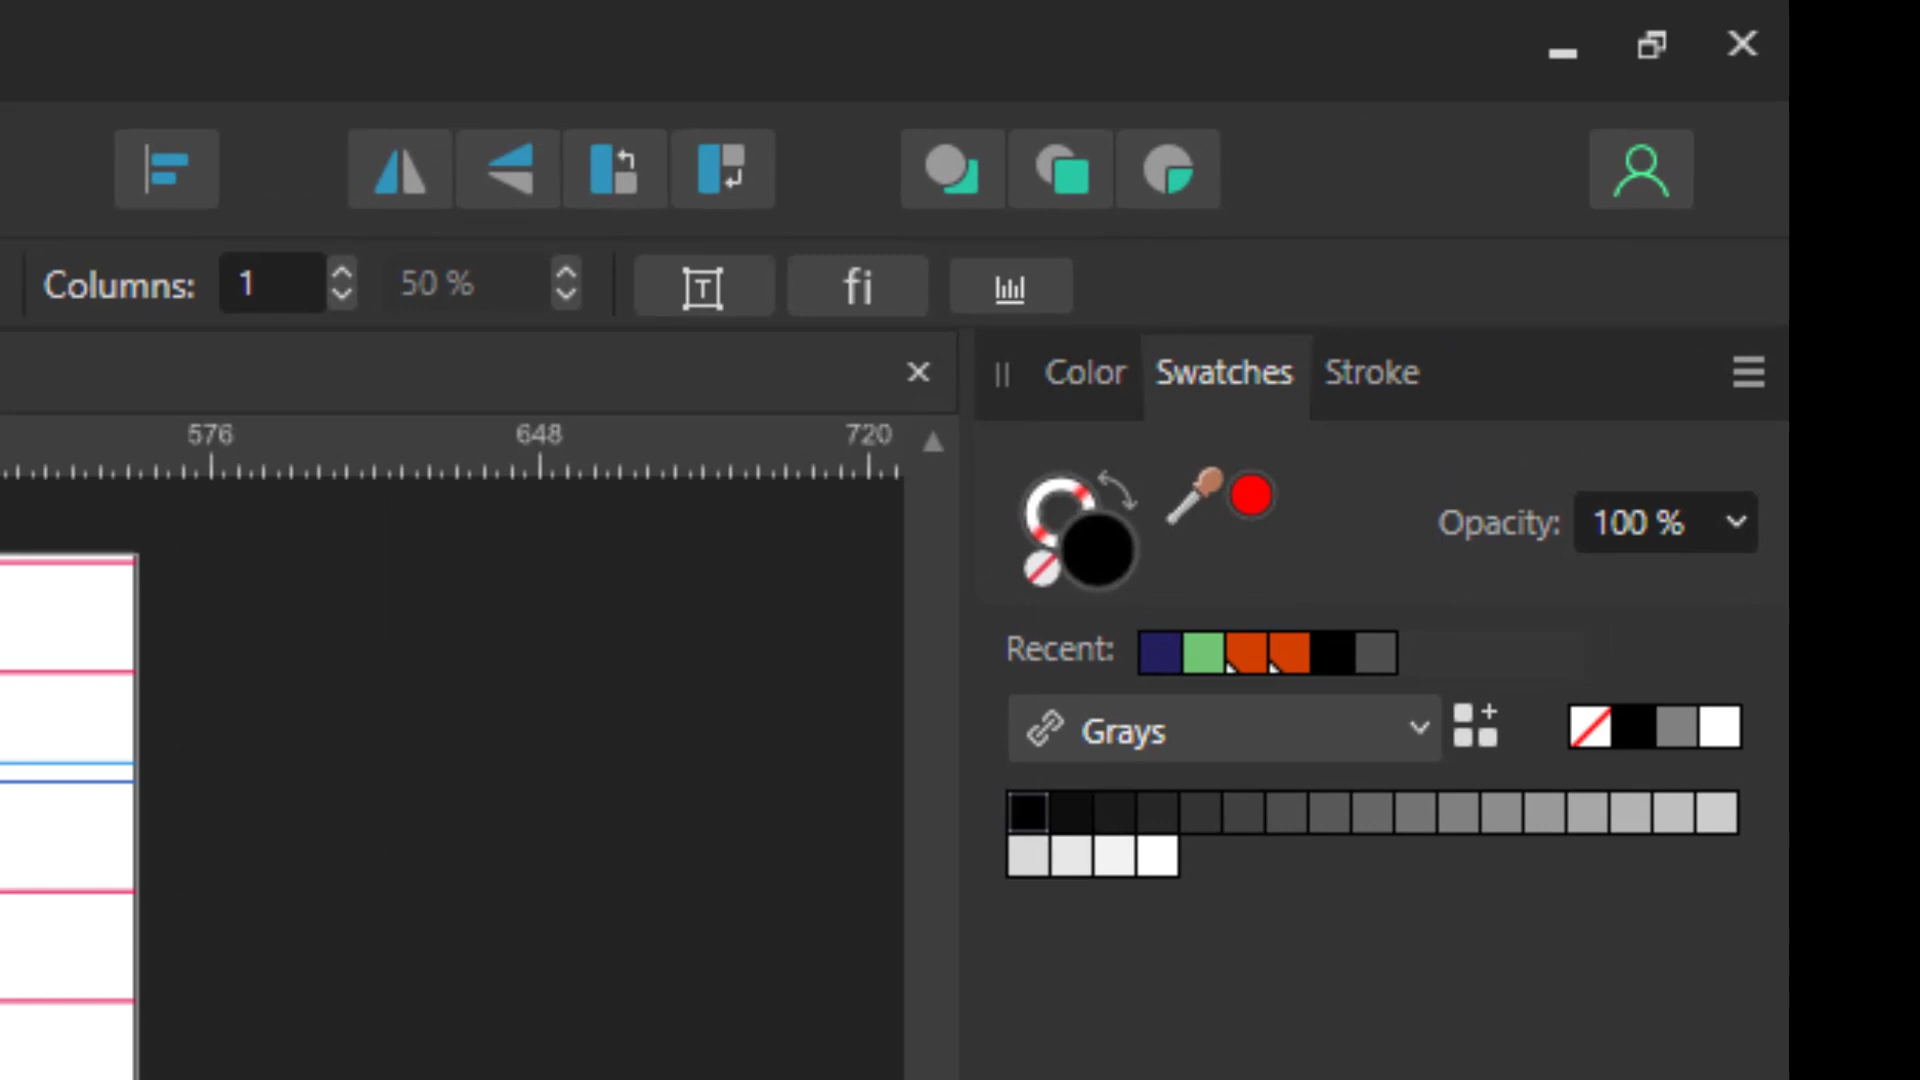 Columns: 1 50 % T fi
Color Swatches Stroke
576 648 720
Opacity: 100 %
Recent:
Grays